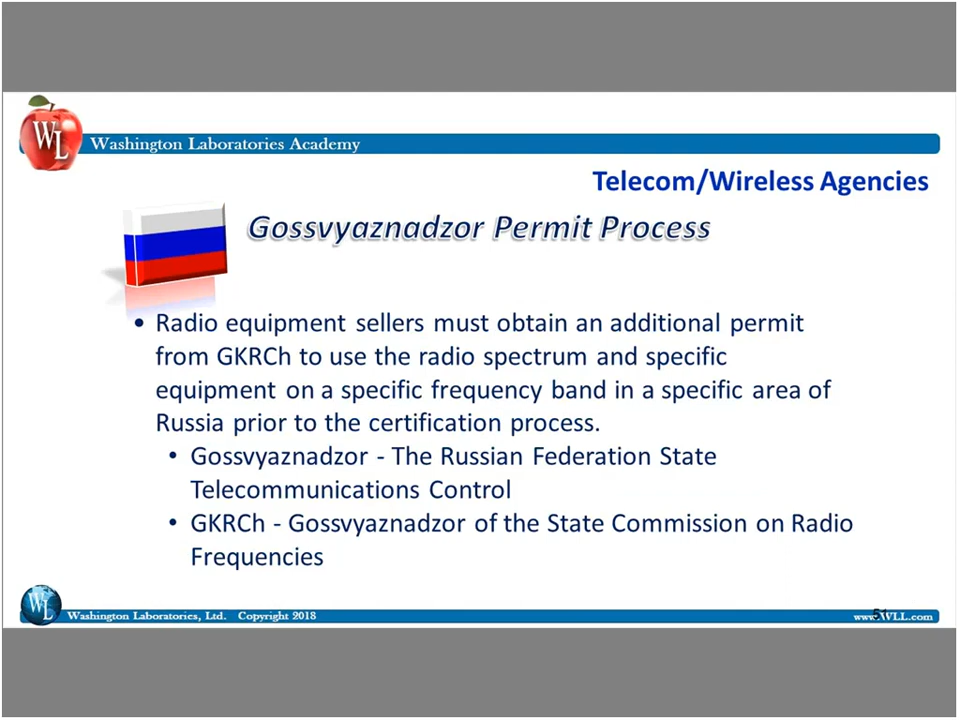 WL
Washington Laboratories Academy
Telecom/Wireless Agencies
Gossvyaznadzor Permit Process
• Radio equipment sellers must obtain an additional permit
from GKRCh to use the radio spectrum and specific
equipment on a specific frequency band in a specific area of
Russia prior to the certification process.
• Gossvyaznadzor - The Russian Federation State
Telecommunications Control
• GKRCh - Gossvyaznadzor of the State Commission on Radio
Frequencies
WL
Washington Laboratories, Ltd. Copyright 2018
51
www.WLL.com